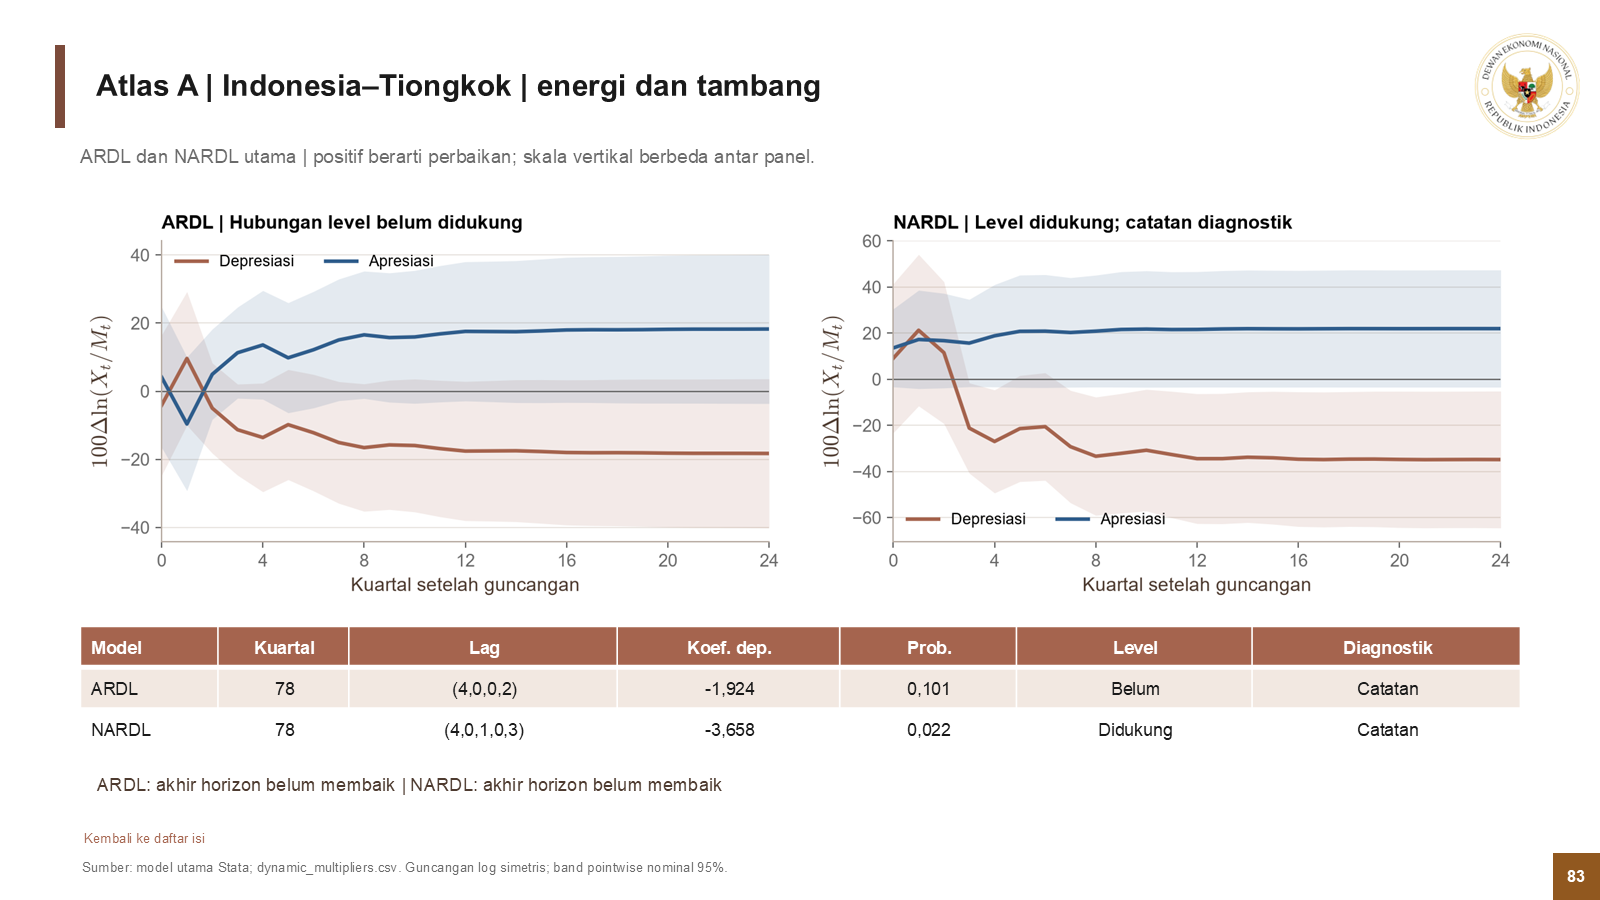 Atlas A | Indonesia–Tiongkok | energi dan tambang
DEWAN EKONOMI NASIONAL
REPUBLIK INDONESIA
ARDL dan NARDL utama | positif berarti perbaikan; skala vertikal berbeda antar panel.
ARDL | Hubungan level belum didukung
Depresiasi Apresiasi
100Δln(Xt/Mt)
40
20
0
−20
−40
0 4 8 12 16 20 24
Kuartal setelah guncangan
NARDL | Level didukung; catatan diagnostik
100Δln(Xt/Mt)
60
40
20
0
−20
−40
−60
Depresiasi Apresiasi
0 4 8 12 16 20 24
Kuartal setelah guncangan
Model Kuartal Lag Koef. dep. Prob. Level Diagnostik
ARDL 78 (4,0,0,2) -1,924 0,101 Belum Catatan
NARDL 78 (4,0,1,0,3) -3,658 0,022 Didukung Catatan
ARDL: akhir horizon belum membaik | NARDL: akhir horizon belum membaik
Kembali ke daftar isi
Sumber: model utama Stata; dynamic_multipliers.csv. Guncangan log simetris; band pointwise nominal 95%.
83